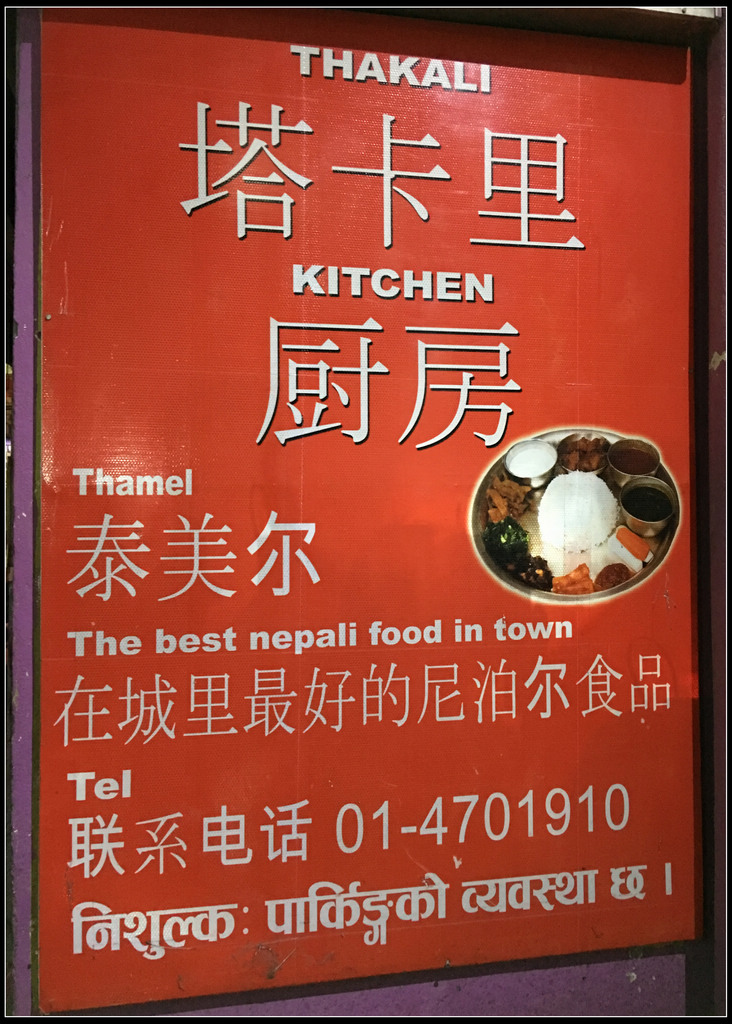 THAKALI
塔卡里
KITCHEN
厨房
Thamel
泰美尔
The best nepali food in town
在城里最好的尼泊尔食品
Tel
联系电话 01-4701910
निशुल्क: पार्किङ्गको व्यवस्था छ ।